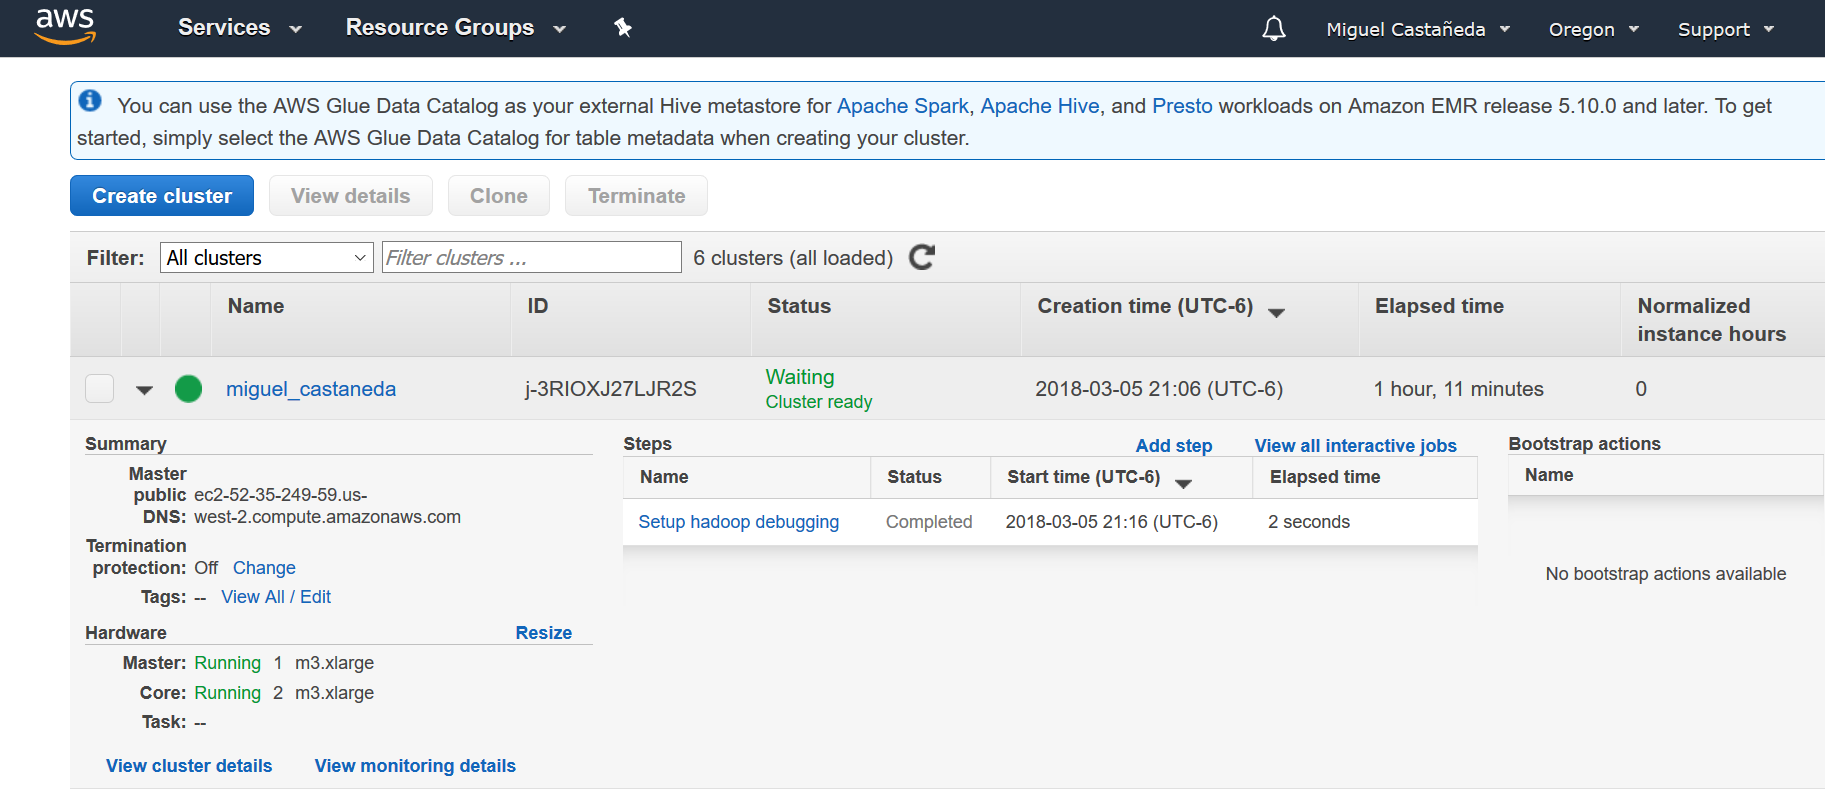 aws Services Resource Groups Miguel Castañeda Oregon Support
You can use the AWS Glue Data Catalog as your external Hive metastore for Apache Spark, Apache Hive, and Presto workloads on Amazon EMR release 5.10.0 and later. To get
started, simply select the AWS Glue Data Catalog for table metadata when creating your cluster.
Create cluster View details Clone Terminate
Filter: All clusters Filter clusters ... 6 clusters (all loaded)
Name ID Status Creation time (UTC-6) Elapsed time Normalized
instance hours
miguel_castaneda j-3RIOXJ27LJR2S Waiting 2018-03-05 21:06 (UTC-6) 1 hour, 11 minutes 0
Cluster ready
Summary
Master
public ec2-52-35-249-59.us-
DNS: west-2.compute.amazonaws.com
Termination
protection: Off Change
Tags: -- View All / Edit
Hardware Resize
Master: Running 1 m3.xlarge
Core: Running 2 m3.xlarge
Task: --
View cluster details View monitoring details
Steps Add step View all interactive jobs
Name Status Start time (UTC-6) Elapsed time
Setup hadoop debugging Completed 2018-03-05 21:16 (UTC-6) 2 seconds
Bootstrap actions
Name
No bootstrap actions available